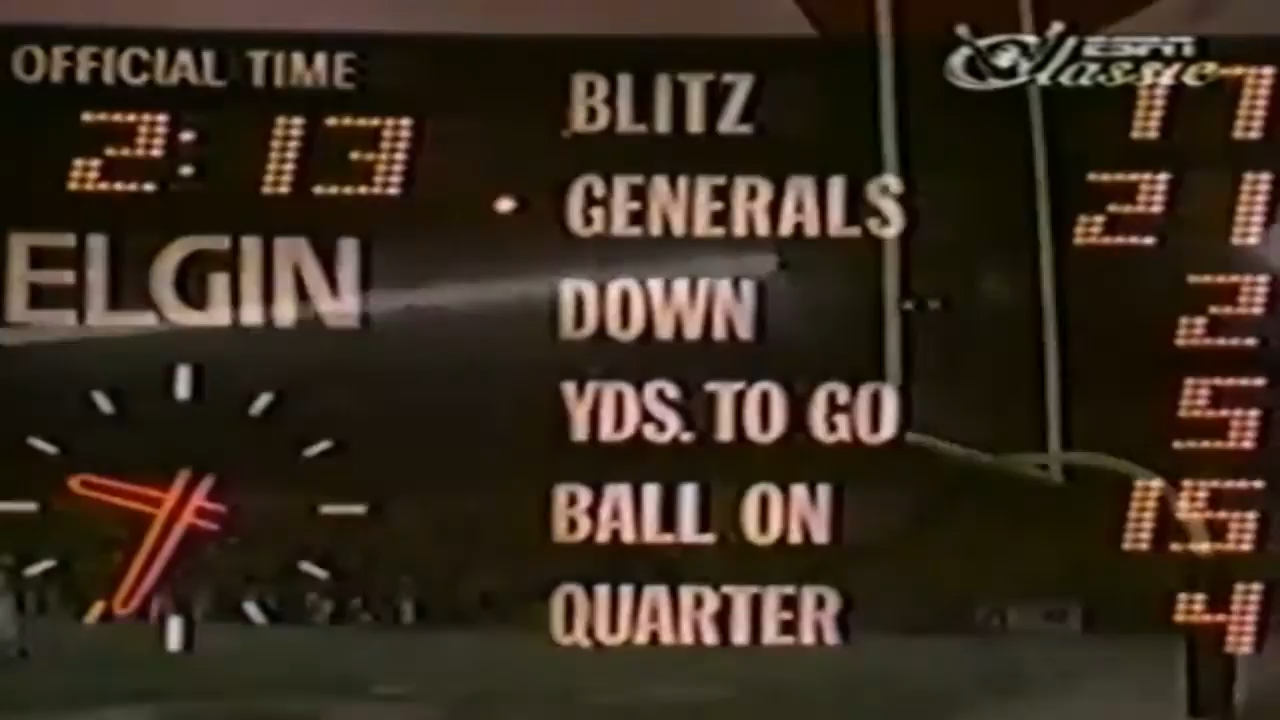 OFFICIAL TIME
2:13
ELGIN
ESPN
Classic
BLITZ 17
GENERALS 21
DOWN 2
YDS. TO GO 5
BALL ON 15
QUARTER 4